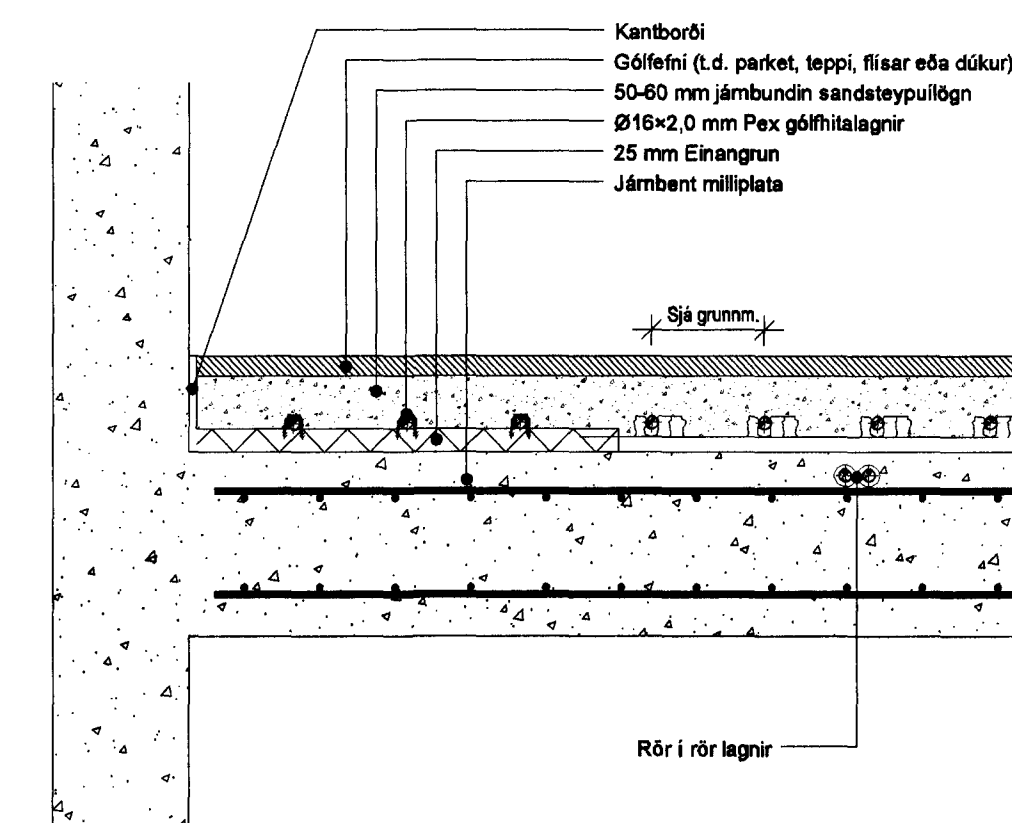 Kantborði
Gólfefni (t.d. parket, teppi, flísar eða dúkur)
50-60 mm járnbundin sandsteypuílögn
Ø16×2,0 mm Pex gólfhitalagnir
25 mm Einangrun
Járnbent milliplata
Sjá grunnm.
Rör í rör lagnir